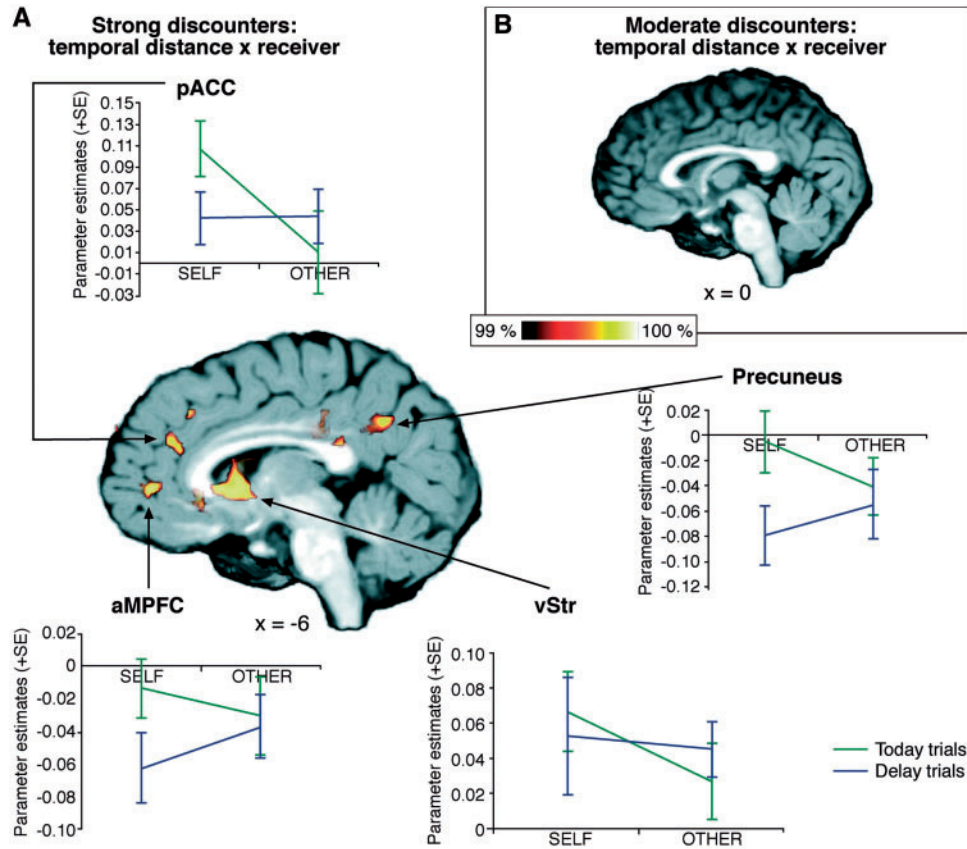 A
Strong discounters:
temporal distance x receiver
B
Moderate discounters:
temporal distance x receiver
pACC
Parameter estimates (+SE)
0.15
0.13
0.11
0.09
0.07
0.05
0.03
0.01
-0.01
-0.03
SELF
OTHER
x = 0
99 %
100 %
Precuneus
Parameter estimates (+SE)
0.02
0
-0.02
-0.04
-0.06
-0.08
-0.10
-0.12
SELF
OTHER
aMPFC
x = -6
vStr
Parameter estimates (+SE)
0.02
0
-0.02
-0.04
-0.06
-0.08
-0.10
SELF
OTHER
Parameter estimates (+SE)
0.10
0.08
0.06
0.04
0.02
0
SELF
OTHER
Today trials
Delay trials